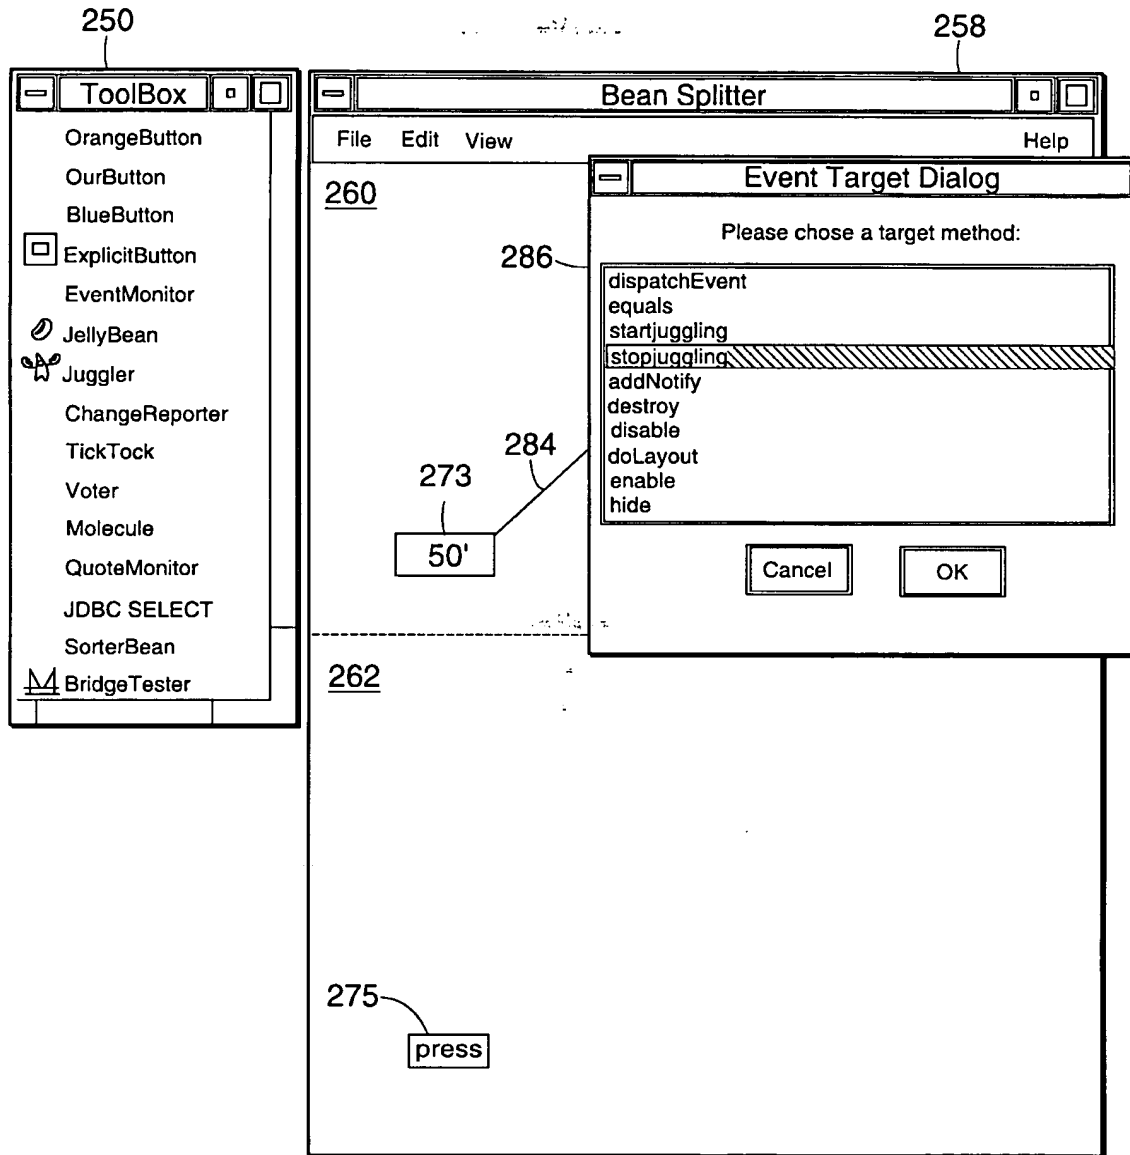 250
258
ToolBox
OrangeButton
OurButton
BlueButton
ExplicitButton
EventMonitor
JellyBean
Juggler
ChangeReporter
TickTock
Voter
Molecule
QuoteMonitor
JDBC SELECT
SorterBean
BridgeTester
Bean Splitter
File Edit View Help
260
Event Target Dialog
Please chose a target method:
286
dispatchEvent
equals
startjuggling
stopjuggling
addNotify
destroy
disable
doLayout
enable
hide
284
273
50'
Cancel OK
262
275
press